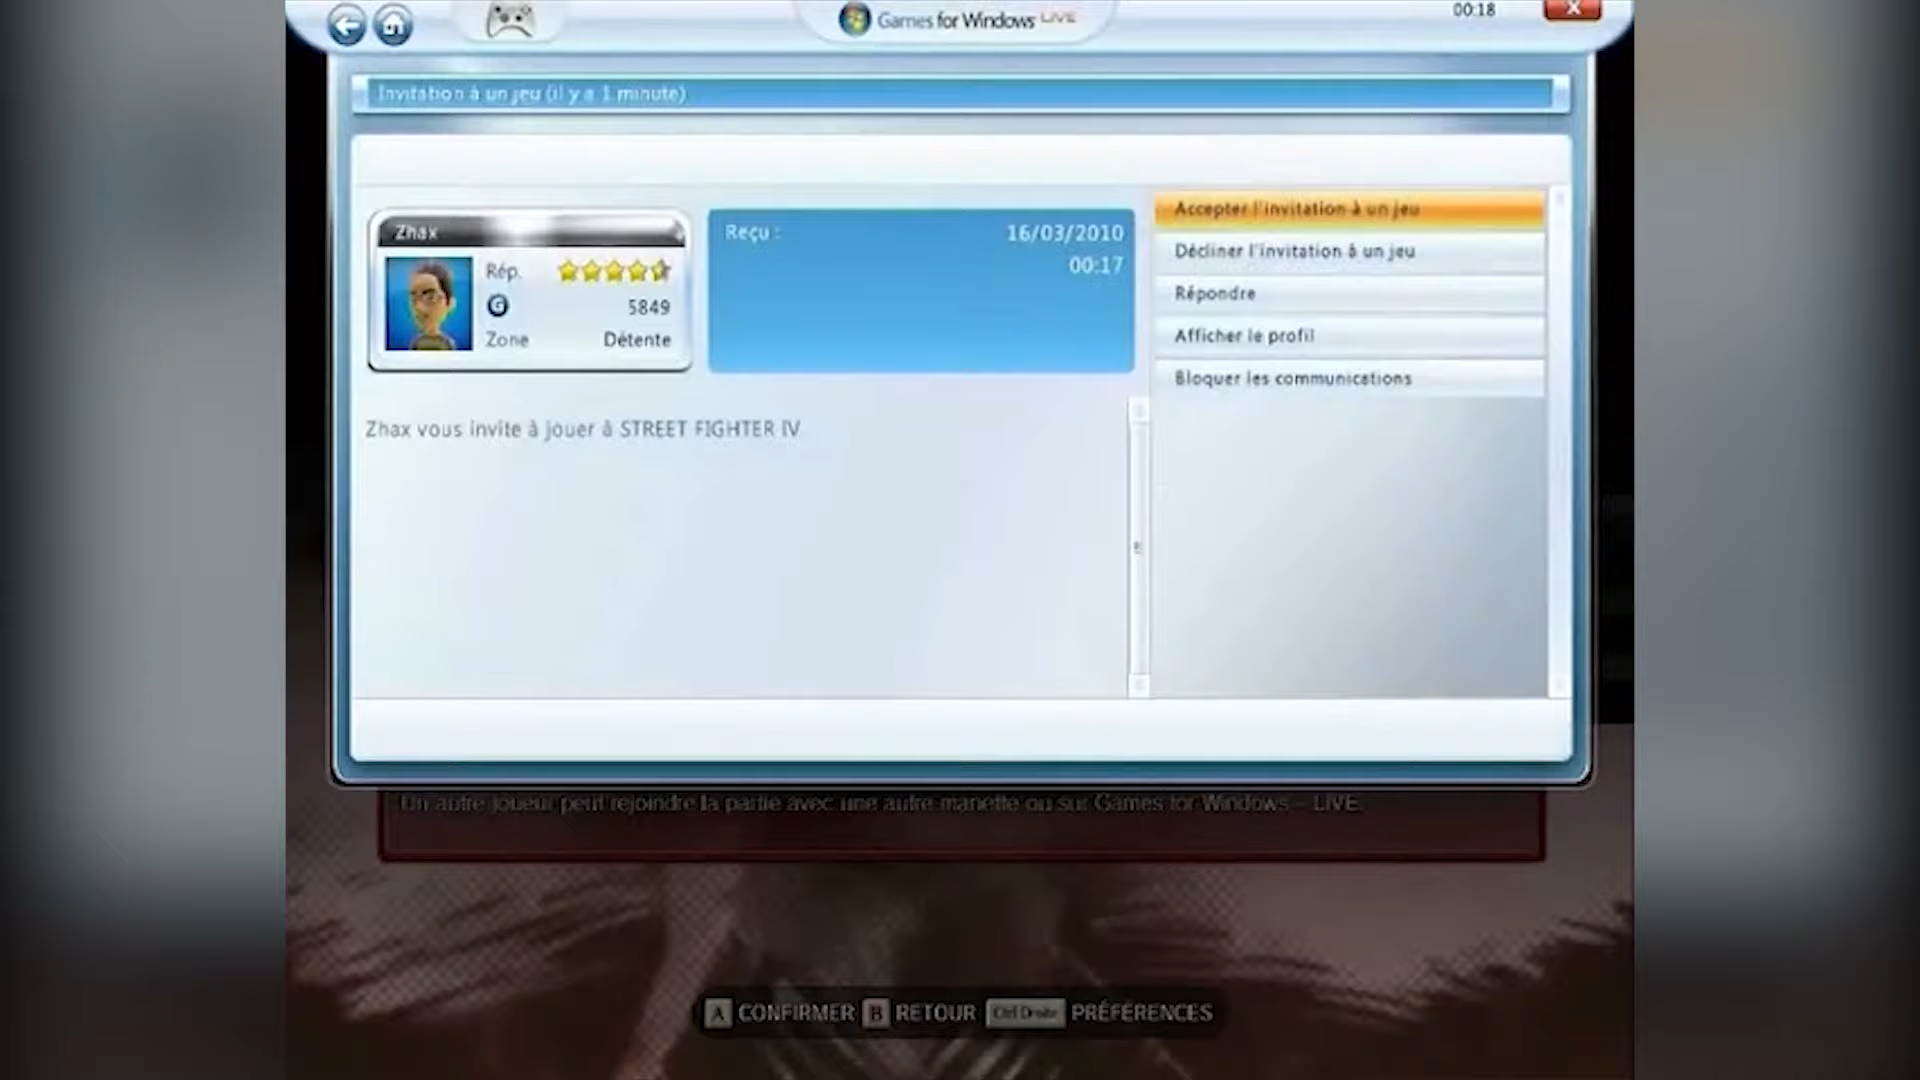 Games for Windows LIVE
00:18
X
Invitation à un jeu (il y a 1 minute)
Zhax
Rép.
G 5849
Zone Détente
Reçu : 16/03/2010
00:17
Accepter l'invitation à un jeu
Décliner l'invitation à un jeu
Répondre
Afficher le profil
Bloquer les communications
Zhax vous invite à jouer à STREET FIGHTER IV
Un autre joueur peut rejoindre la partie avec une autre manette ou sur Games for Windows - LIVE.
A CONFIRMER B RETOUR Ctrl Droite PRÉFÉRENCES